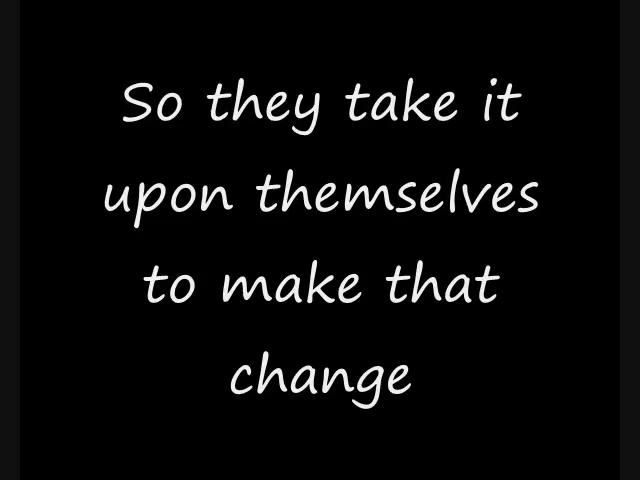 So they take it
upon themselves
to make that
change